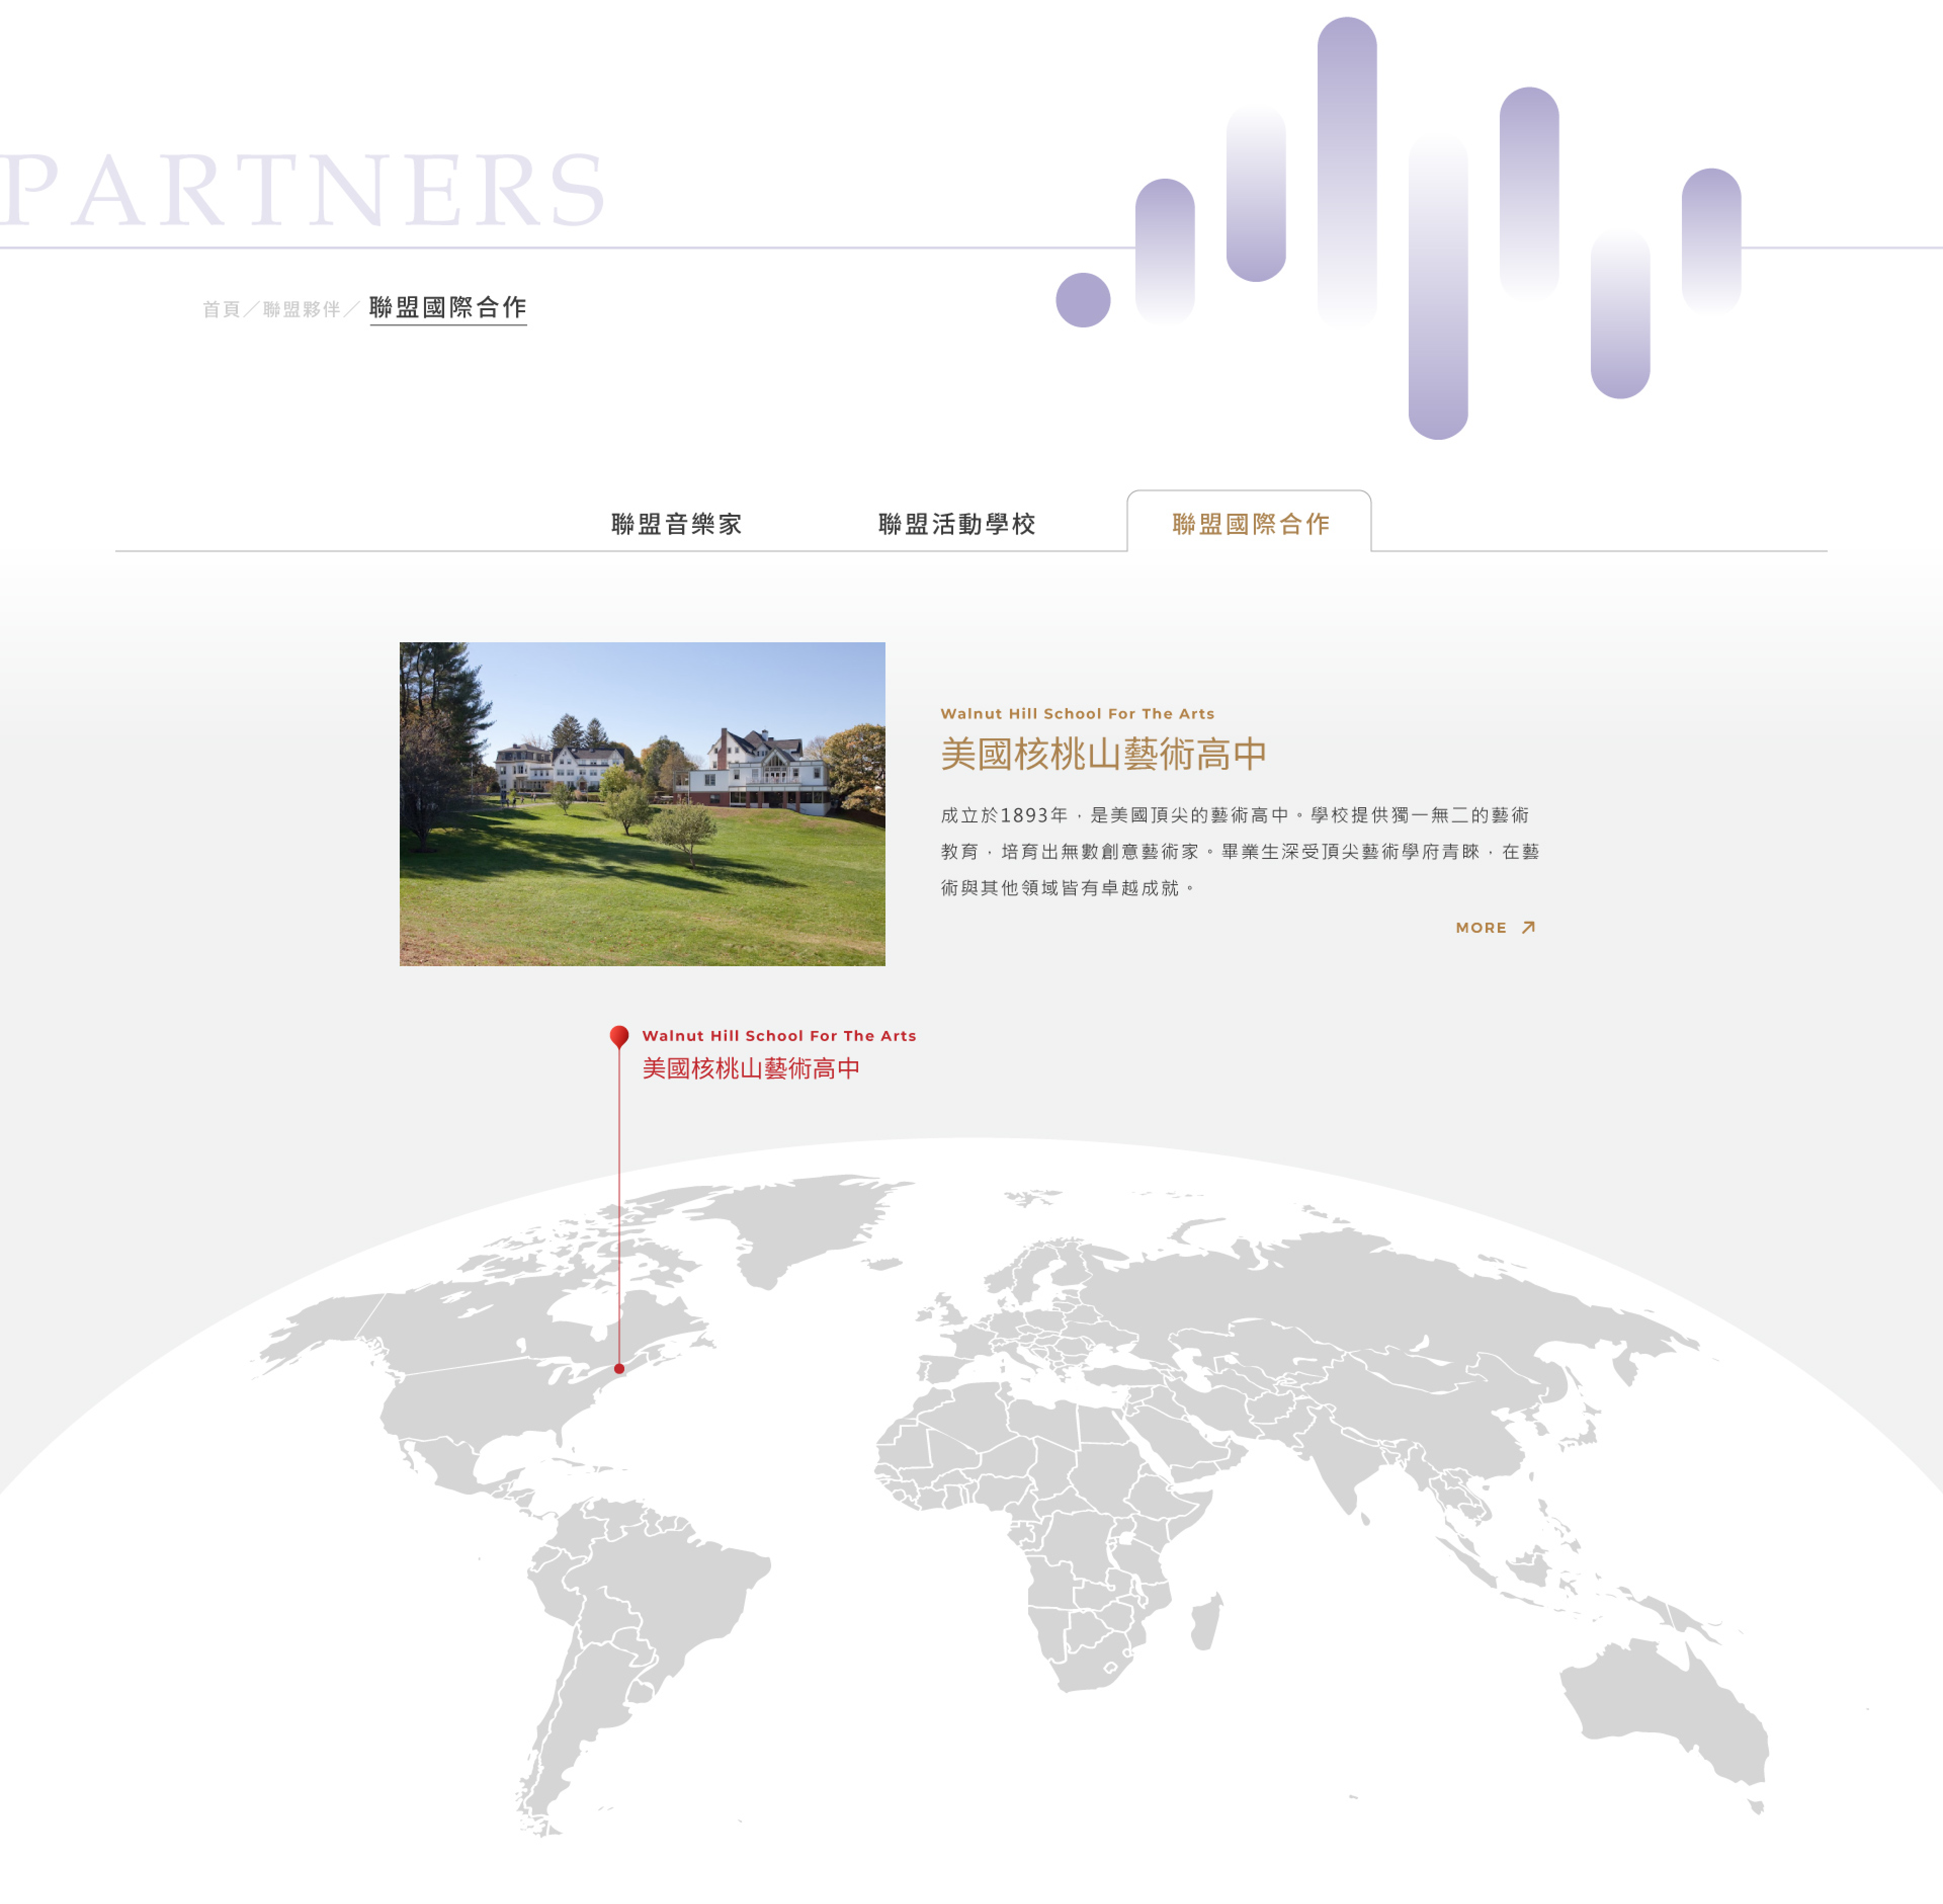 PARTNERS
首頁／聯盟夥伴／ 聯盟國際合作
聯盟音樂家 聯盟活動學校 聯盟國際合作
Walnut Hill School For The Arts
美國核桃山藝術高中
成立於1893年，是美國頂尖的藝術高中。學校提供獨一無二的藝術
教育，培育出無數創意藝術家。畢業生深受頂尖藝術學府青睞，在藝
術與其他領域皆有卓越成就。
MORE
Walnut Hill School For The Arts
美國核桃山藝術高中